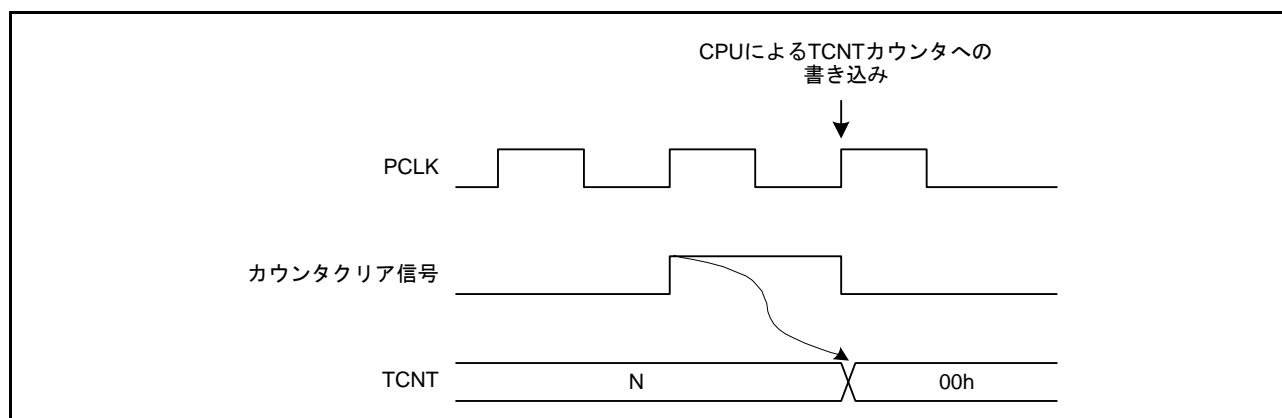 CPUによるTCNTカウンタへの
書き込み
PCLK
カウンタクリア信号
TCNT
N
00h